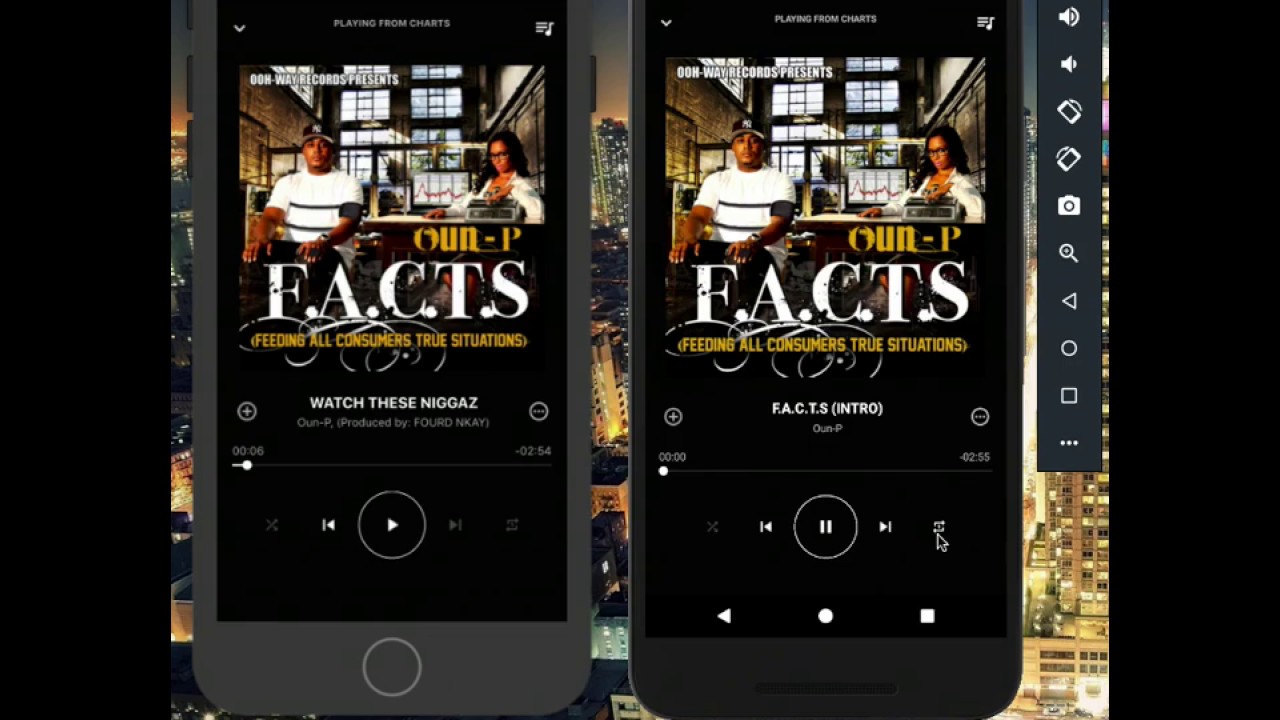 PLAYING FROM CHARTS
OOH-WAY RECORDS PRESENTS
OUN-P
F.A.C.T.S
(FEEDING ALL CONSUMERS TRUE SITUATIONS)
WATCH THESE NIGGAZ
Oun-P, (Produced by: FOURD NKAY)
00:06
-02:54
PLAYING FROM CHARTS
OOH-WAY RECORDS PRESENTS
OUN-P
F.A.C.T.S
(FEEDING ALL CONSUMERS TRUE SITUATIONS)
F.A.C.T.S (INTRO)
Oun-P
00:00
-02:55